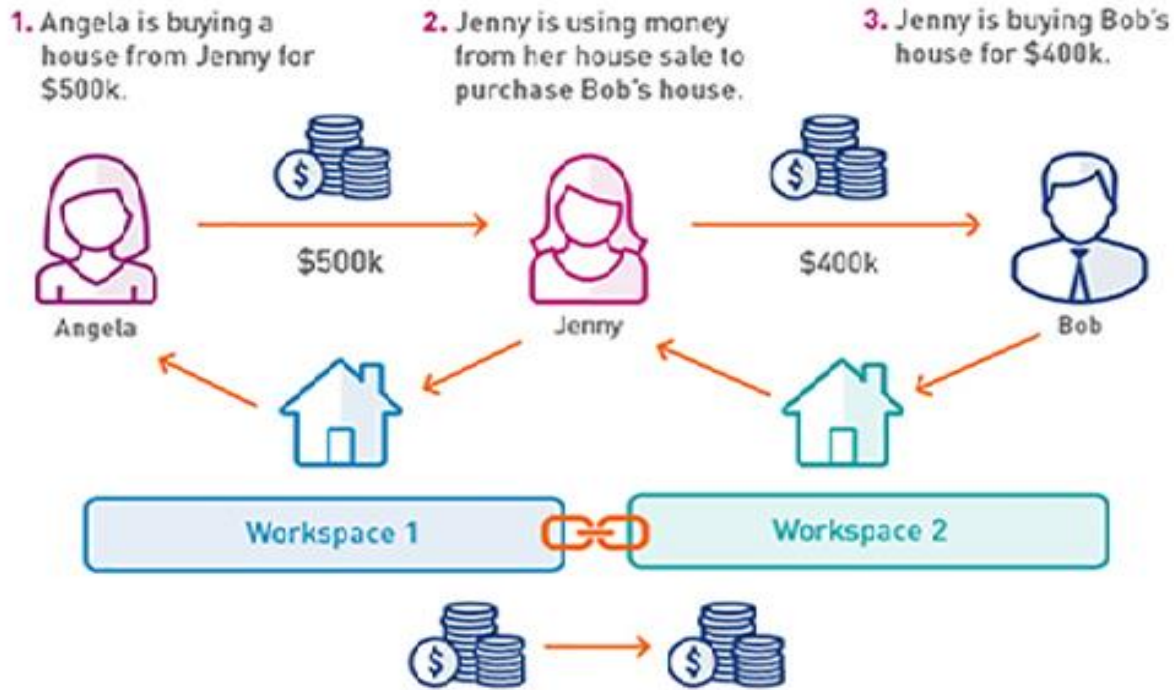 1. Angela is buying a
house from Jenny for
$500k.
2. Jenny is using money
from her house sale to
purchase Bob's house.
3. Jenny is buying Bob's
house for $400k.
$
$
$500k
$400k
Angela
Jenny
Bob
Workspace 1
Workspace 2
$
$